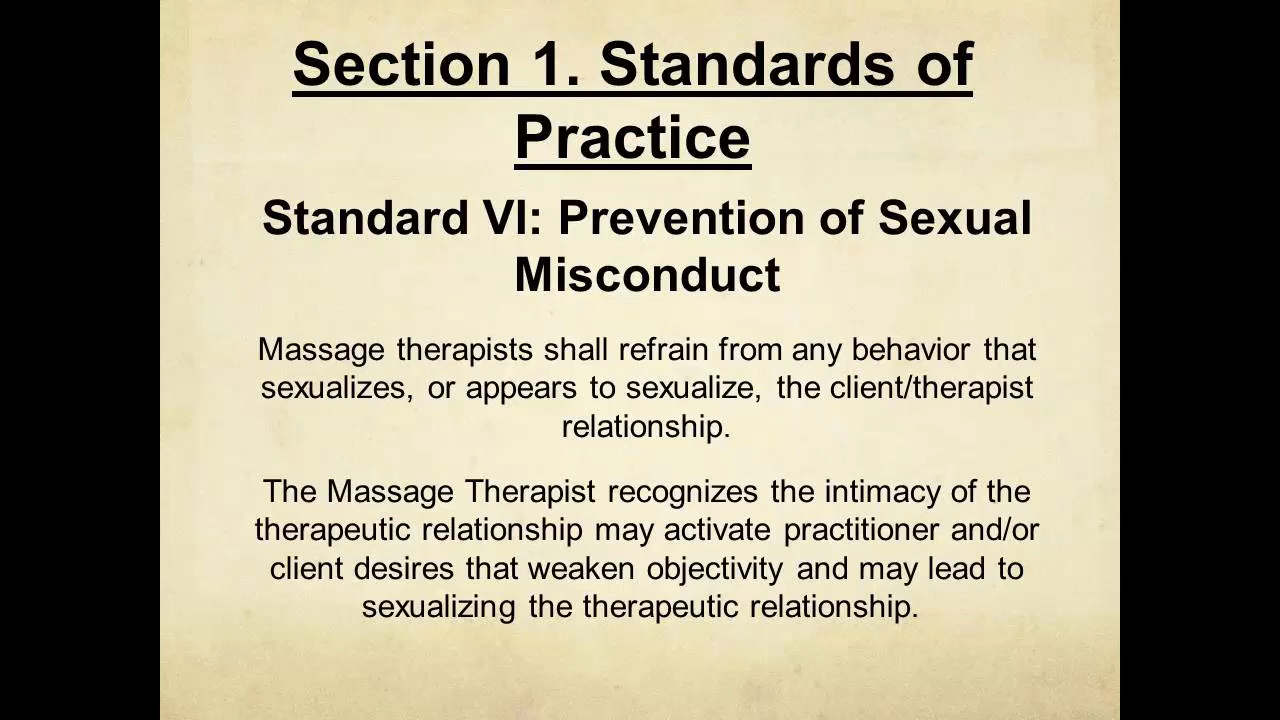 Section 1. Standards of
Practice
Standard VI: Prevention of Sexual
Misconduct
Massage therapists shall refrain from any behavior that
sexualizes, or appears to sexualize, the client/therapist
relationship.
The Massage Therapist recognizes the intimacy of the
therapeutic relationship may activate practitioner and/or
client desires that weaken objectivity and may lead to
sexualizing the therapeutic relationship.